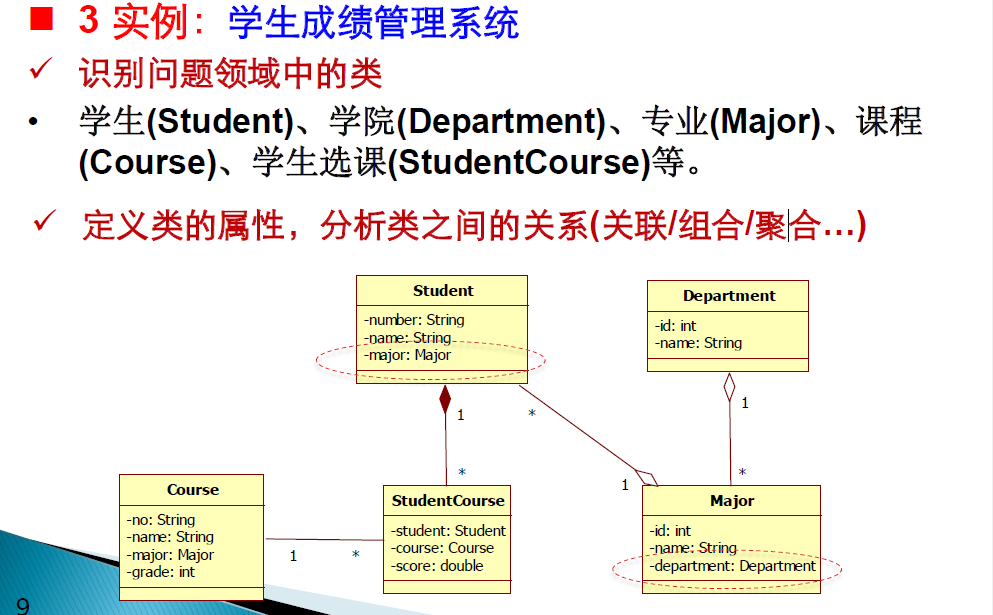 3 实例：学生成绩管理系统
识别问题领域中的类
学生(Student)、学院(Department)、专业(Major)、课程
(Course)、学生选课(StudentCourse)等。
定义类的属性，分析类之间的关系(关联/组合/聚合...)
Student
-number: String
-name: String
-major: Major
Department
-id: int
-name: String
1
*
1
*
1
*
Course
-no: String
-name: String
-major: Major
-grade: int
1
*
StudentCourse
-student: Student
-course: Course
-score: double
Major
-id: int
-name: String
-department: Department
9